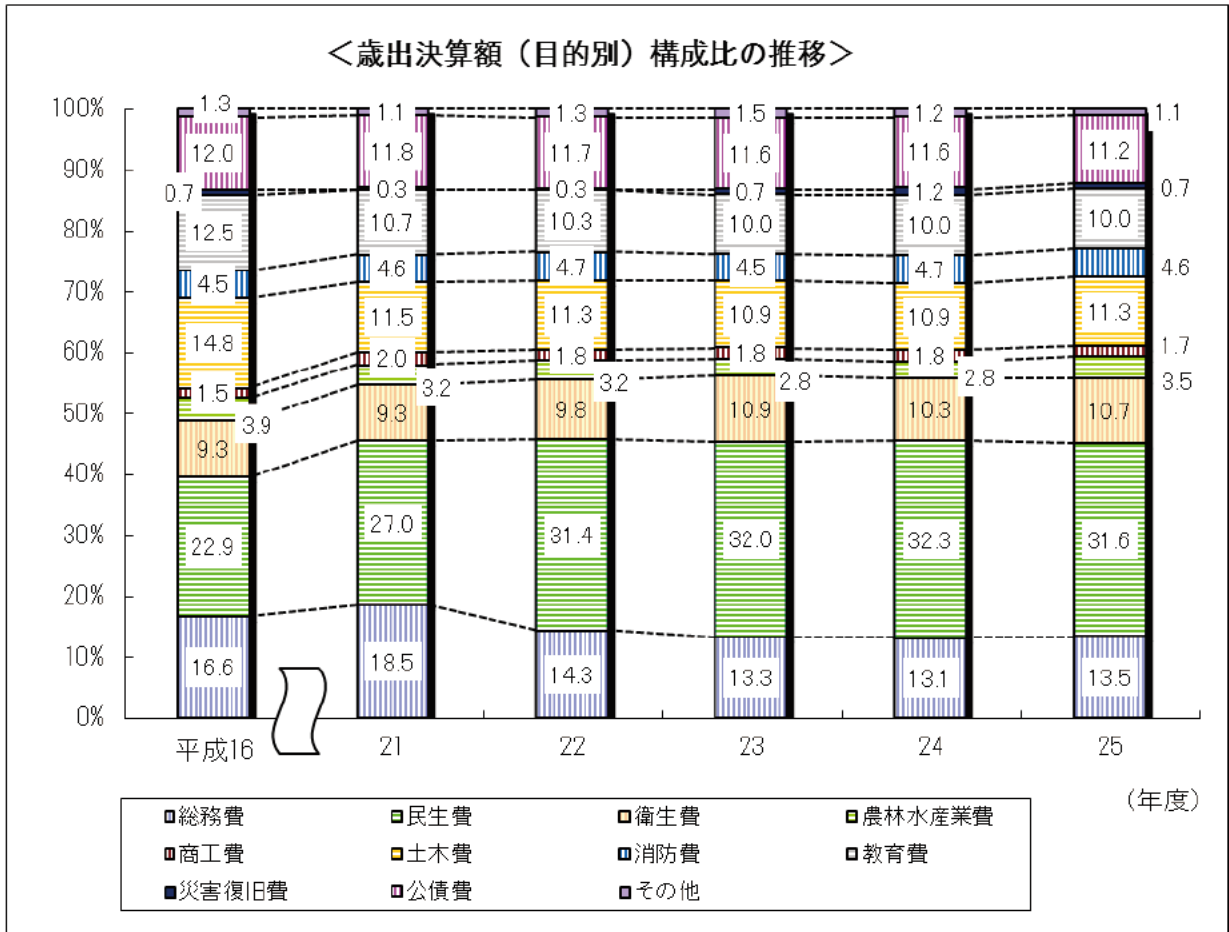 ＜歳出決算額（目的別）構成比の推移＞
100%
90%
80%
70%
60%
50%
40%
30%
20%
10%
0%
1.3 1.1 1.3 1.5 1.2 1.1
12.0 11.8 11.7 11.6 11.6 11.2
0.7 0.3 0.3 0.7 1.2 0.7
12.5 10.7 10.3 10.0 10.0 10.0
4.5 4.6 4.7 4.5 4.7 4.6
14.8 11.5 11.3 10.9 10.9 11.3
1.5 2.0 1.8 1.8 1.8 1.7
3.9 3.2 3.2 2.8 2.8 3.5
9.3 9.3 9.8 10.9 10.3 10.7
22.9 27.0 31.4 32.0 32.3 31.6
16.6 18.5 14.3 13.3 13.1 13.5
平成16 21 22 23 24 25
（年度）
総務費 民生費 衛生費 農林水産業費
商工費 土木費 消防費 教育費
災害復旧費 公債費 その他